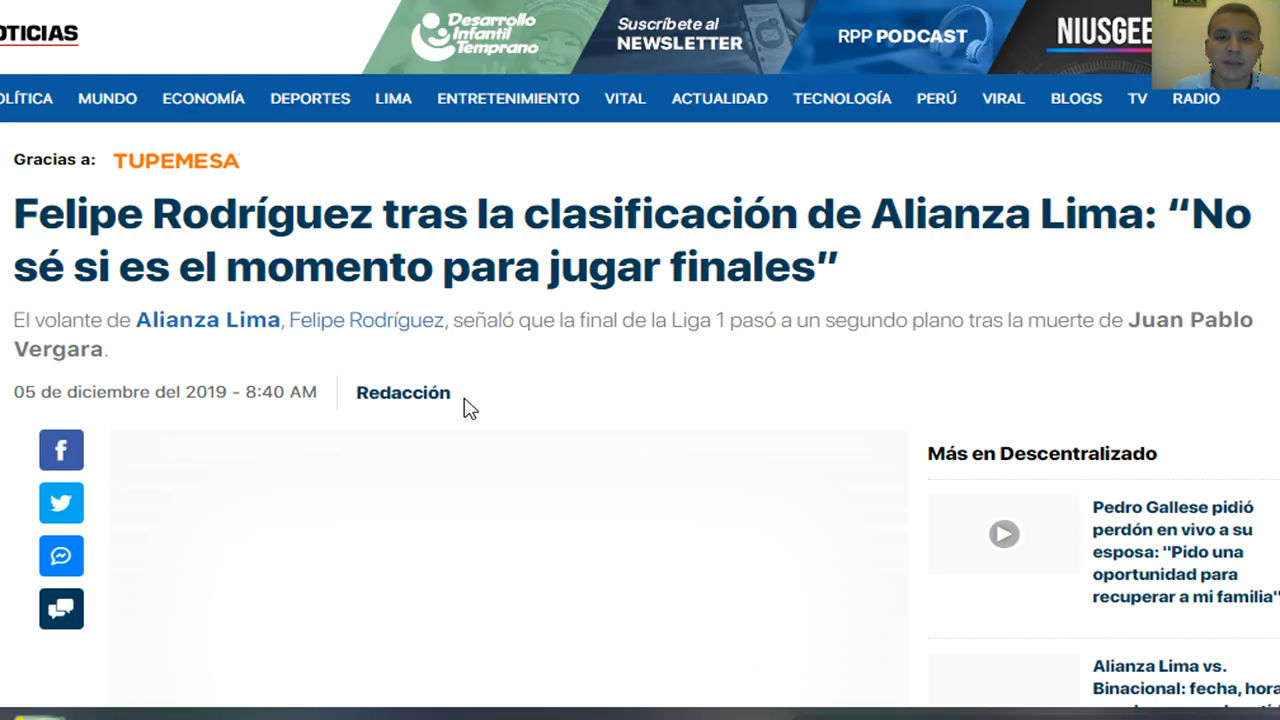 OTICIAS
Desarrollo
Infantil
Temprano
Suscríbete al
NEWSLETTER
RPP PODCAST
NIUSGEE
OLÍTICA MUNDO ECONOMÍA DEPORTES LIMA ENTRETENIMIENTO VITAL ACTUALIDAD TECNOLOGÍA PERÚ VIRAL BLOGS TV RADIO
Gracias a: TUPEMESA
Felipe Rodríguez tras la clasificación de Alianza Lima: “No
sé si es el momento para jugar finales”
El volante de Alianza Lima, Felipe Rodríguez, señaló que la final de la Liga 1 pasó a un segundo plano tras la muerte de Juan Pablo
Vergara.
05 de diciembre del 2019 - 8:40 AM Redacción
Más en Descentralizado
Pedro Gallese pidió
perdón en vivo a su
esposa: "Pido una
oportunidad para
recuperar a mi familia"
Alianza Lima vs.
Binacional: fecha, hora